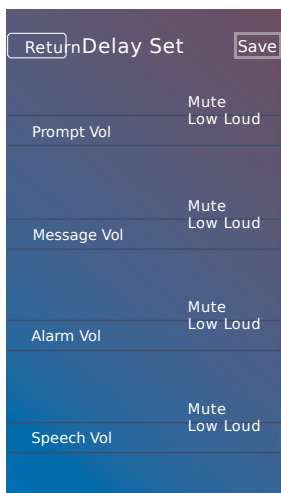 Return Delay Set Save
Mute
Low Loud
Prompt Vol
Mute
Low Loud
Message Vol
Mute
Low Loud
Alarm Vol
Mute
Low Loud
Speech Vol